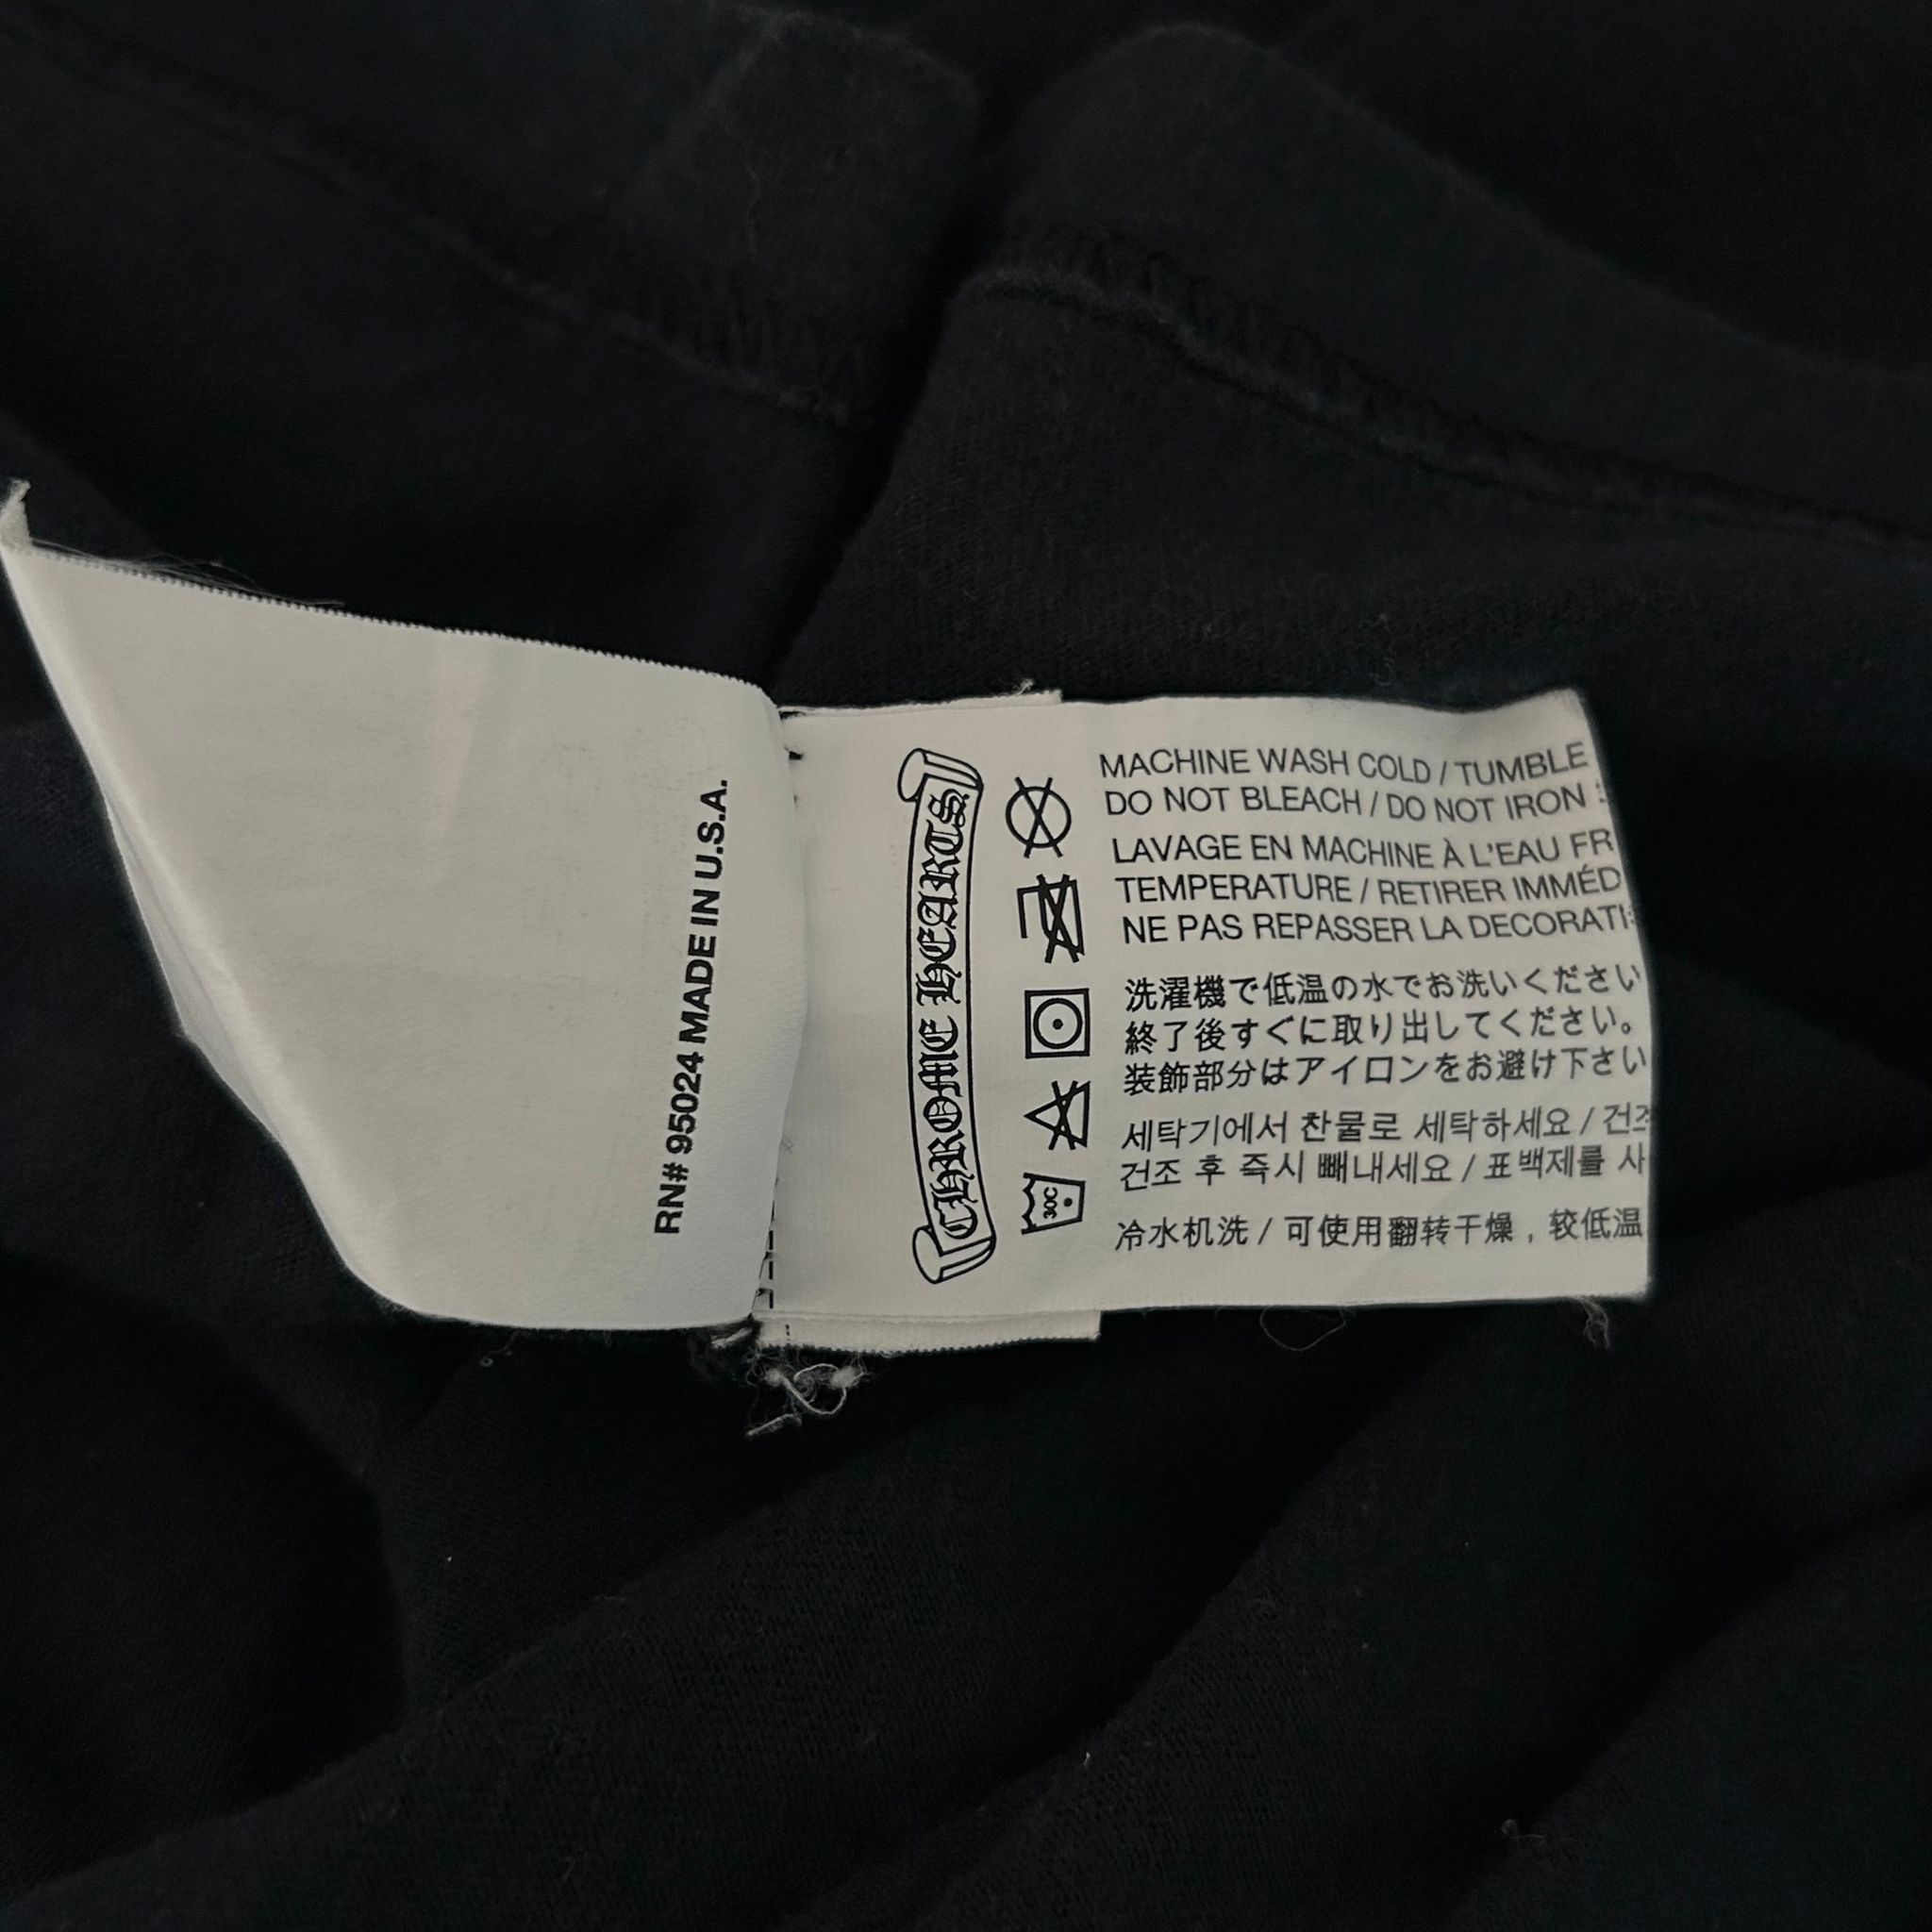 RN# 95024 MADE IN U.S.A.
CHROME HEARTS
30C
MACHINE WASH COLD / TUMBLE
DO NOT BLEACH / DO NOT IRON
LAVAGE EN MACHINE À L'EAU FR
TEMPERATURE / RETIRER IMMÉD
NE PAS REPASSER LA DECORATI
洗濯機で低温の水でお洗いください
終了後すぐに取り出してください。
装飾部分はアイロンをお避け下さい
세탁기에서 찬물로 세탁하세요 / 건조
건조 후 즉시 빼내세요 / 표백제를 사
冷水机洗 / 可使用翻转干燥，较低温